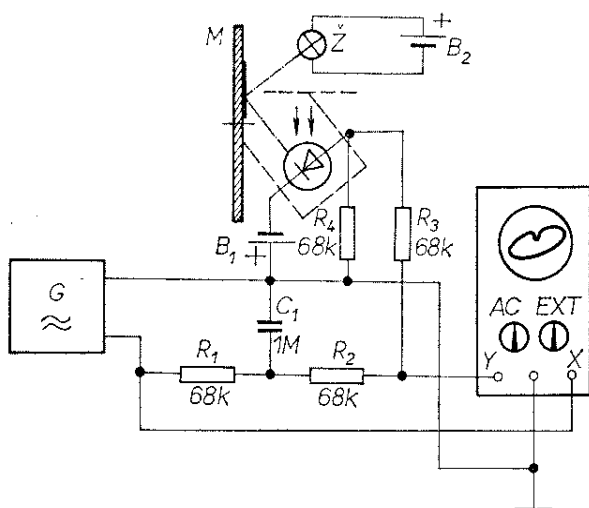 M
Ž
+
B2
R4
68k
R3
68k
B1
+
G
≈
C1
1M
R1
68k
R2
68k
AC EXT
Y
X